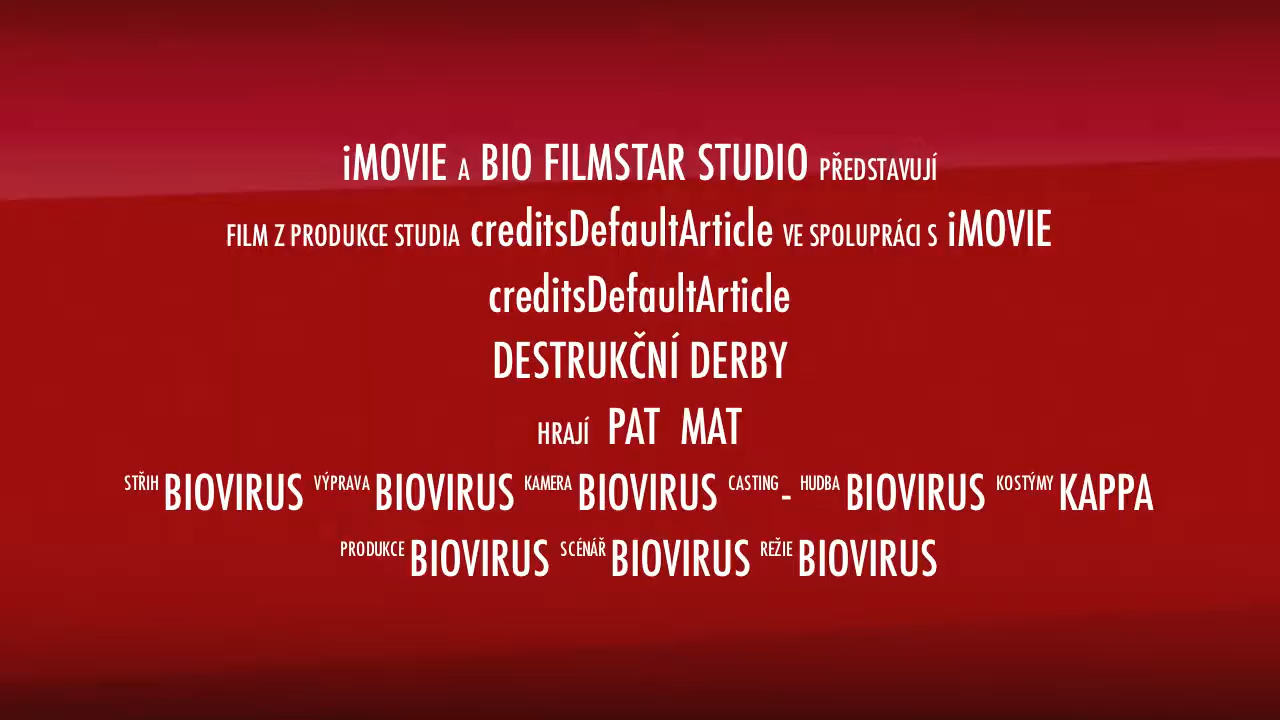 iMOVIE A BIO FILMSTAR STUDIO PŘEDSTAVUJÍ
FILM Z PRODUKCE STUDIA creditsDefaultArticle VE SPOLUPRÁCI S iMOVIE
creditsDefaultArticle
DESTRUKČNÍ DERBY
HRAJÍ PAT MAT
STŘIH BIOVIRUS VÝPRAVA BIOVIRUS KAMERA BIOVIRUS CASTING - HUDBA BIOVIRUS KOSTÝMY KAPPA
PRODUKCE BIOVIRUS SCÉNÁŘ BIOVIRUS REŽIE BIOVIRUS